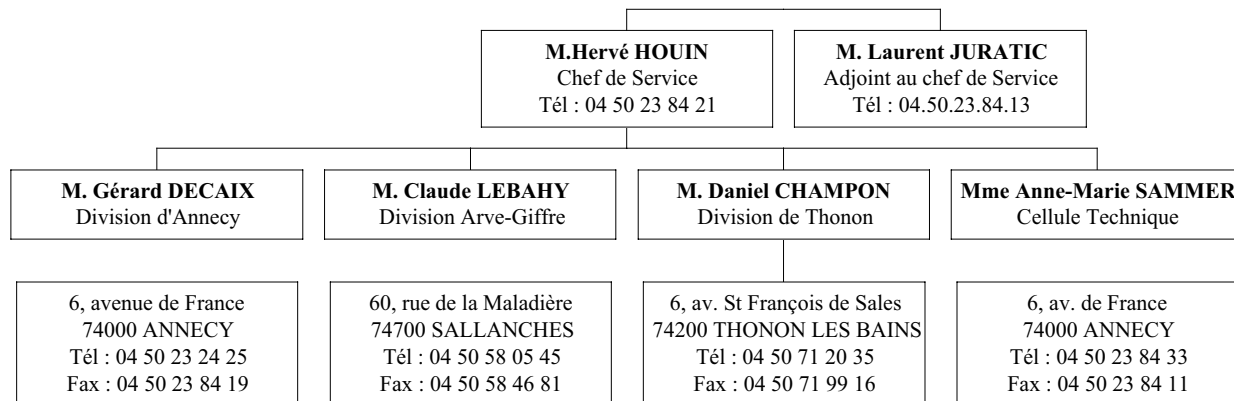 M.Hervé HOUIN
Chef de Service
Tél : 04 50 23 84 21
M. Laurent JURATIC
Adjoint au chef de Service
Tél : 04.50.23.84.13
M. Gérard DECAIX
Division d'Annecy
M. Claude LEBAHY
Division Arve-Giffre
M. Daniel CHAMPON
Division de Thonon
Mme Anne-Marie SAMMER
Cellule Technique
6, avenue de France
74000 ANNECY
Tél : 04 50 23 24 25
Fax : 04 50 23 84 19
60, rue de la Maladière
74700 SALLANCHES
Tél : 04 50 58 05 45
Fax : 04 50 58 46 81
6, av. St François de Sales
74200 THONON LES BAINS
Tél : 04 50 71 20 35
Fax : 04 50 71 99 16
6, av. de France
74000 ANNECY
Tél : 04 50 23 84 33
Fax : 04 50 23 84 11